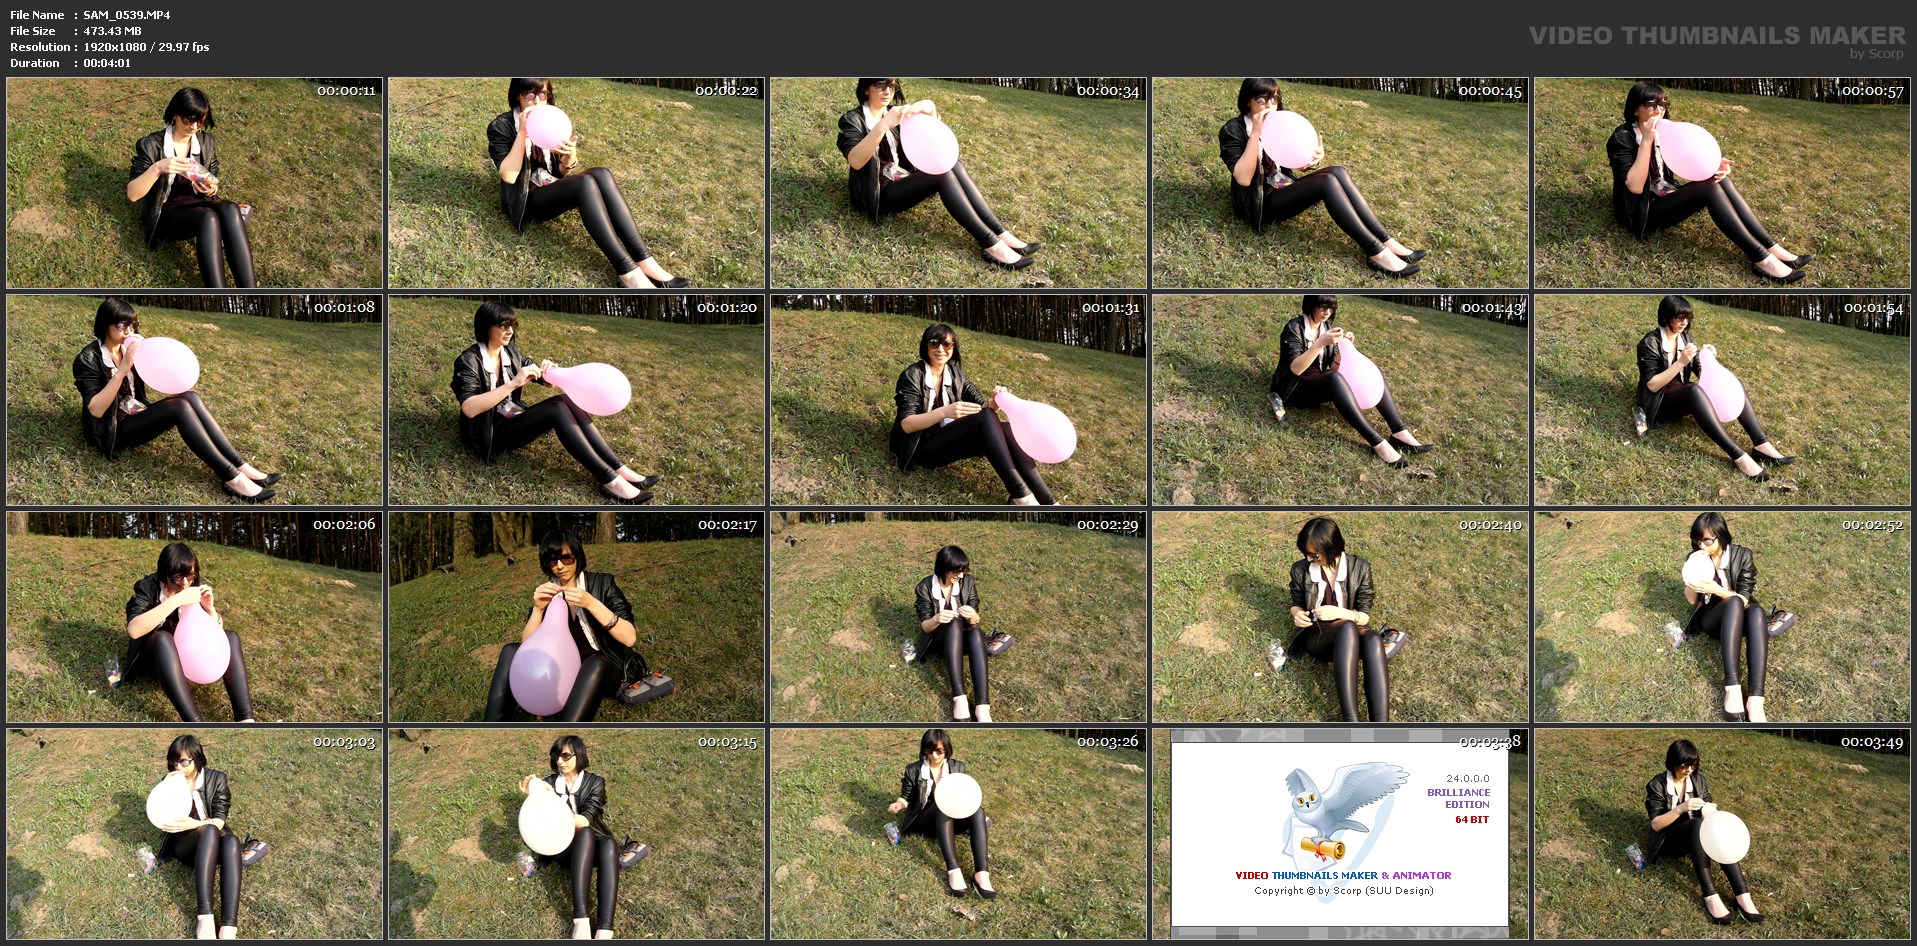 File Name : SAM_0539.MP4
File Size : 473.43 MB
Resolution : 1920x1080 / 29.97 fps
Duration : 00:04:01
VIDEO THUMBNAILS MAKER
by Scorp
00:00:11
00:00:22
00:00:34
00:00:45
00:00:57
00:01:08
00:01:20
00:01:31
00:01:43
00:01:54
00:02:06
00:02:17
00:02:29
00:02:40
00:02:52
00:03:03
00:03:15
00:03:26
00:03:38
24.0.0.0
BRILLIANCE
EDITION
64 BIT
VIDEO THUMBNAILS MAKER & ANIMATOR
Copyright © by Scorp (SUU Design)
00:03:49